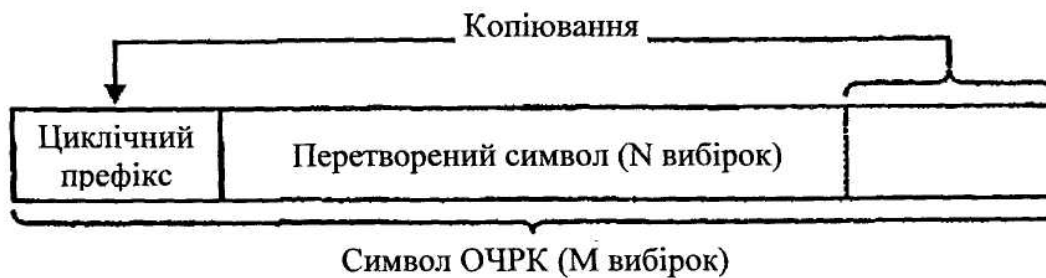 Копіювання
Циклічний
префікс
Перетворений символ (N вибірок)
Символ ОЧРК (М вибірок)